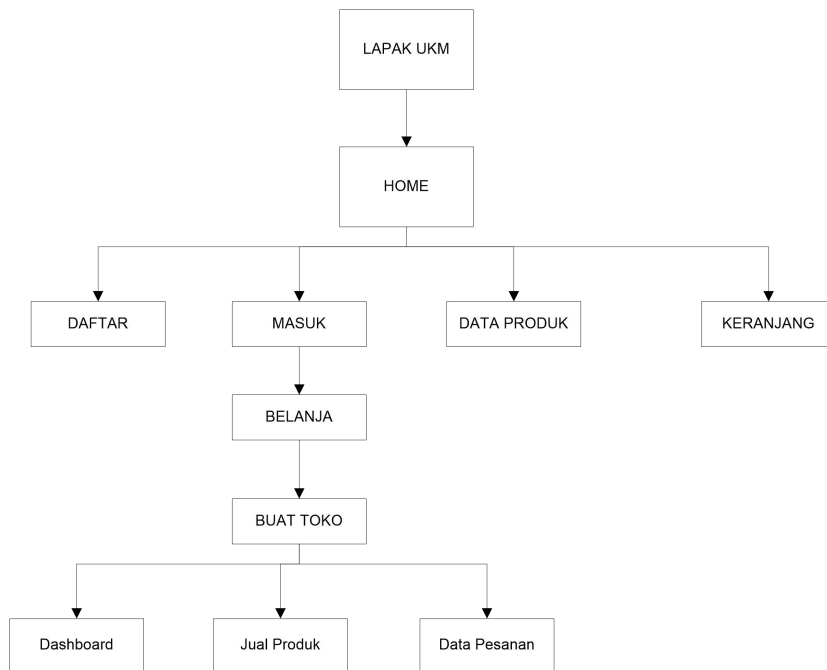 LAPAK UKM
HOME
DAFTAR
MASUK
DATA PRODUK
KERANJANG
BELANJA
BUAT TOKO
Dashboard
Jual Produk
Data Pesanan